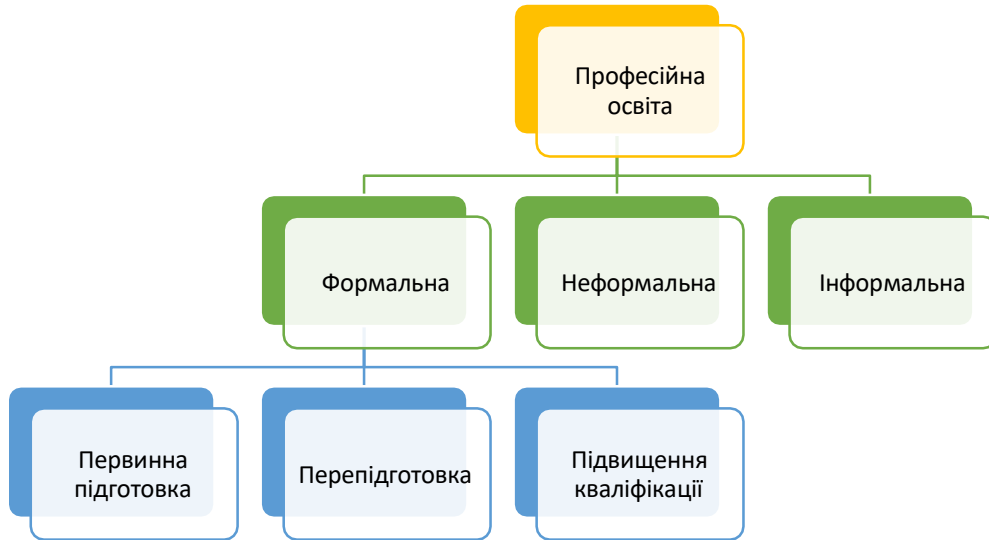 Професійна
освіта
Формальна
Неформальна
Інформальна
Первинна
підготовка
Перепідготовка
Підвищення
кваліфікації